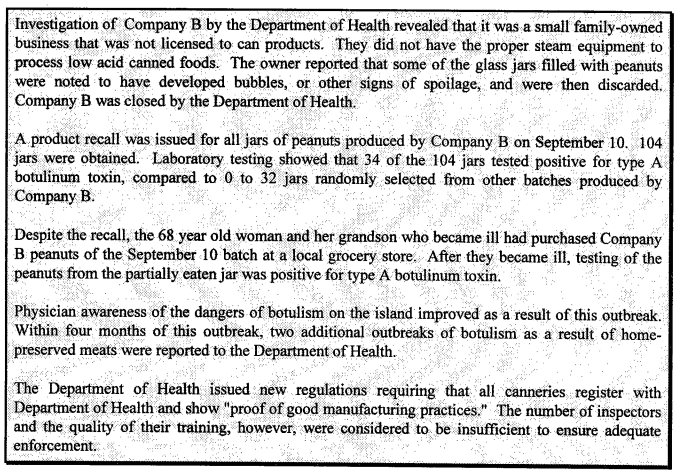 Investigation of Company B by the Department of Health revealed that it was a small family-owned
business that was not licensed to can products. They did not have the proper steam equipment to
process low acid canned foods. The owner reported that some of the glass jars filled with peanuts
were noted to have developed bubbles, or other signs of spoilage, and were then discarded.
Company B was closed by the Department of Health.
A product recall was issued for all jars of peanuts produced by Company B on September 10. 104
jars were obtained. Laboratory testing showed that 34 of the 104 jars tested positive for type A
botulinum toxin, compared to 0 to 32 jars randomly selected from other batches produced by
Company B.
Despite the recall, the 68 year old woman and her grandson who became ill had purchased Company
B peanuts of the September 10 batch at a local grocery store. After they became ill, testing of the
peanuts from the partially eaten jar was positive for type A botulinum toxin.
Physician awareness of the dangers of botulism on the island improved as a result of this outbreak.
Within four months of this outbreak, two additional outbreaks of botulism as a result of home-
preserved meats were reported to the Department of Health.
The Department of Health issued new regulations requiring that all canneries register with
Department of Health and show "proof of good manufacturing practices." The number of inspectors
and the quality of their training, however, were considered to be insufficient to ensure adequate
enforcement.